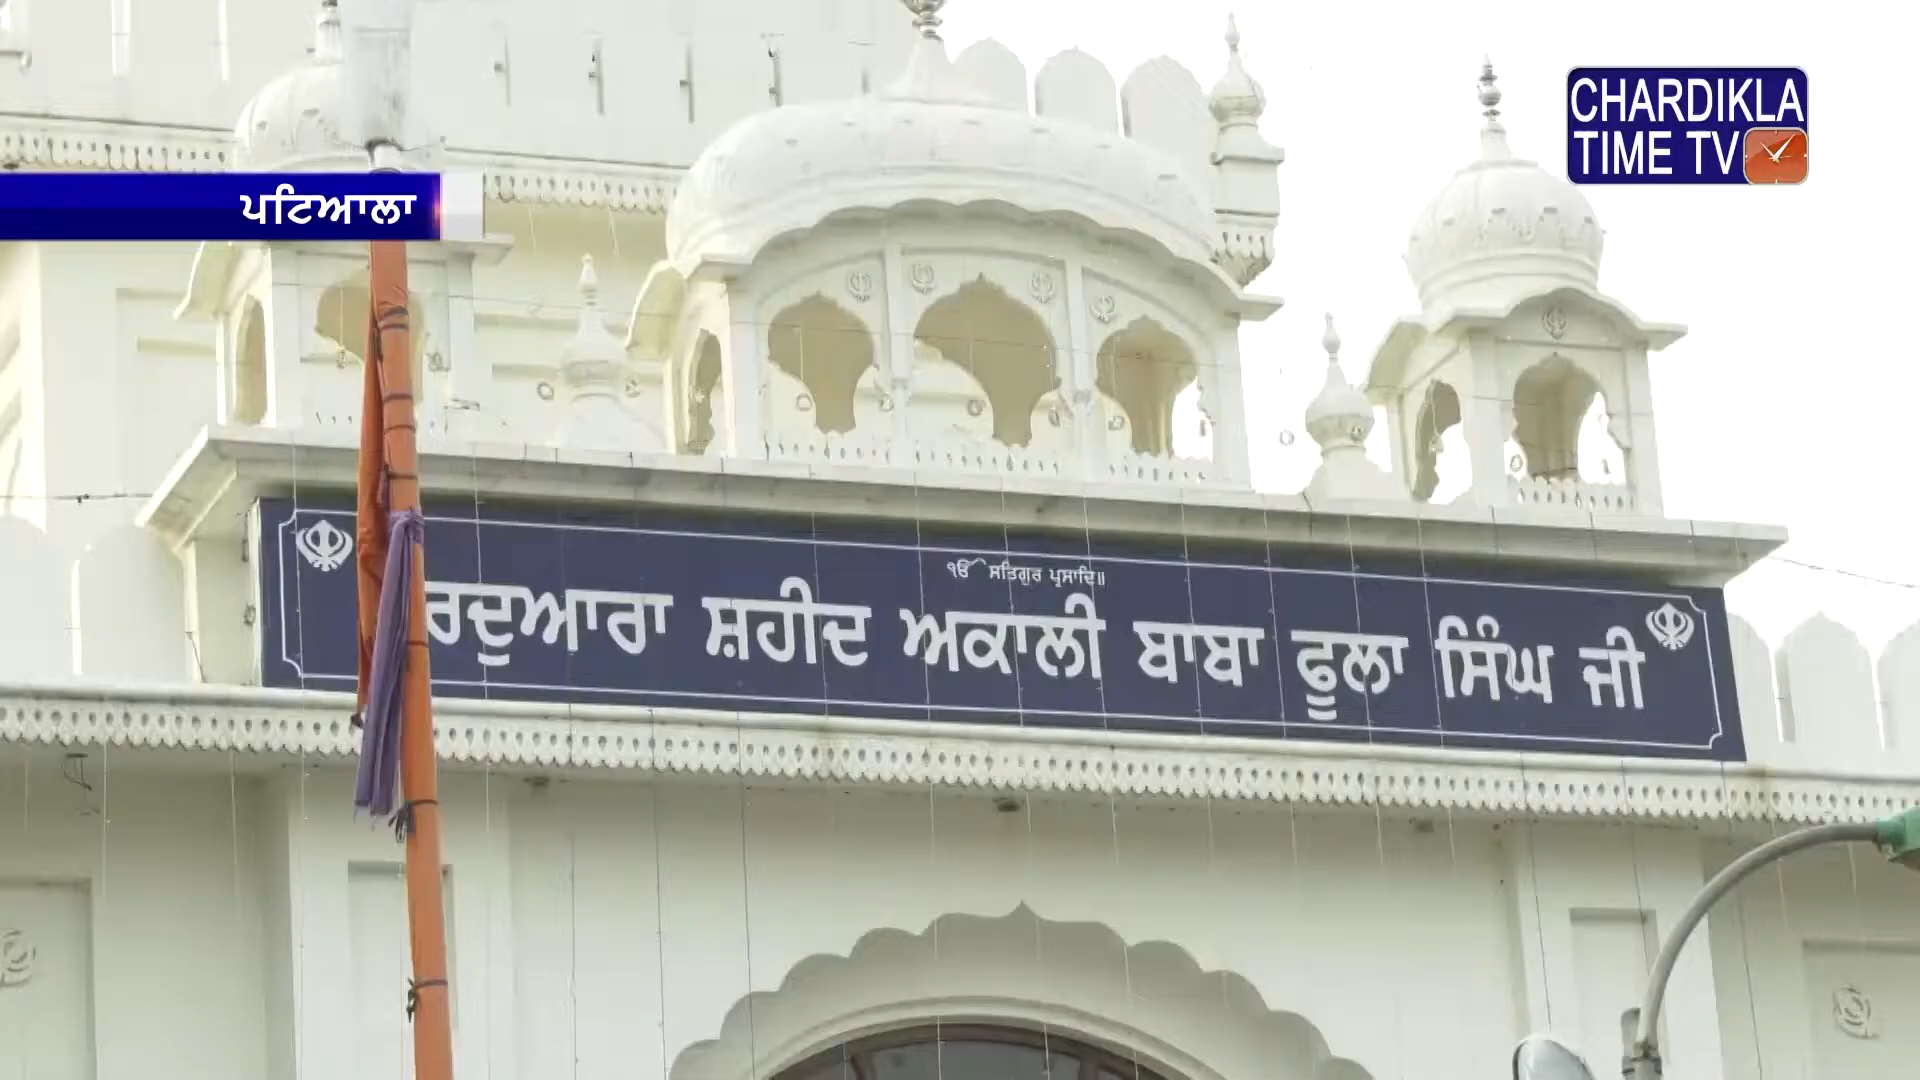 CHARDIKLA
TIME TV
ਪਟਿਆਲਾ
ੴ ਸਤਿਗੁਰ ਪ੍ਰਸਾਦਿ॥
ਰਦੁਆਰਾ ਸ਼ਹੀਦ ਅਕਾਲੀ ਬਾਬਾ ਫੂਲਾ ਸਿੰਘ ਜੀ